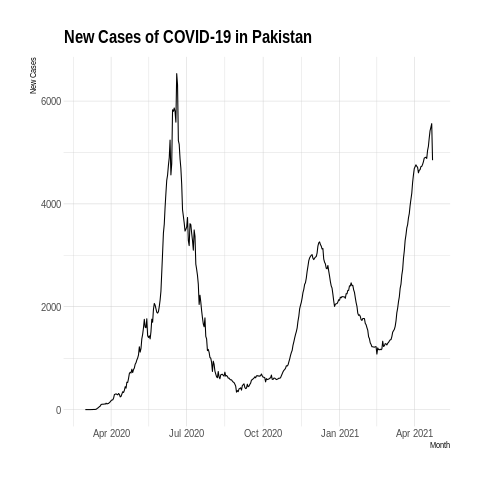 New Cases of COVID-19 in Pakistan
New Cases
6000
4000
2000
0
Apr 2020 Jul 2020 Oct 2020 Jan 2021 Apr 2021
Month